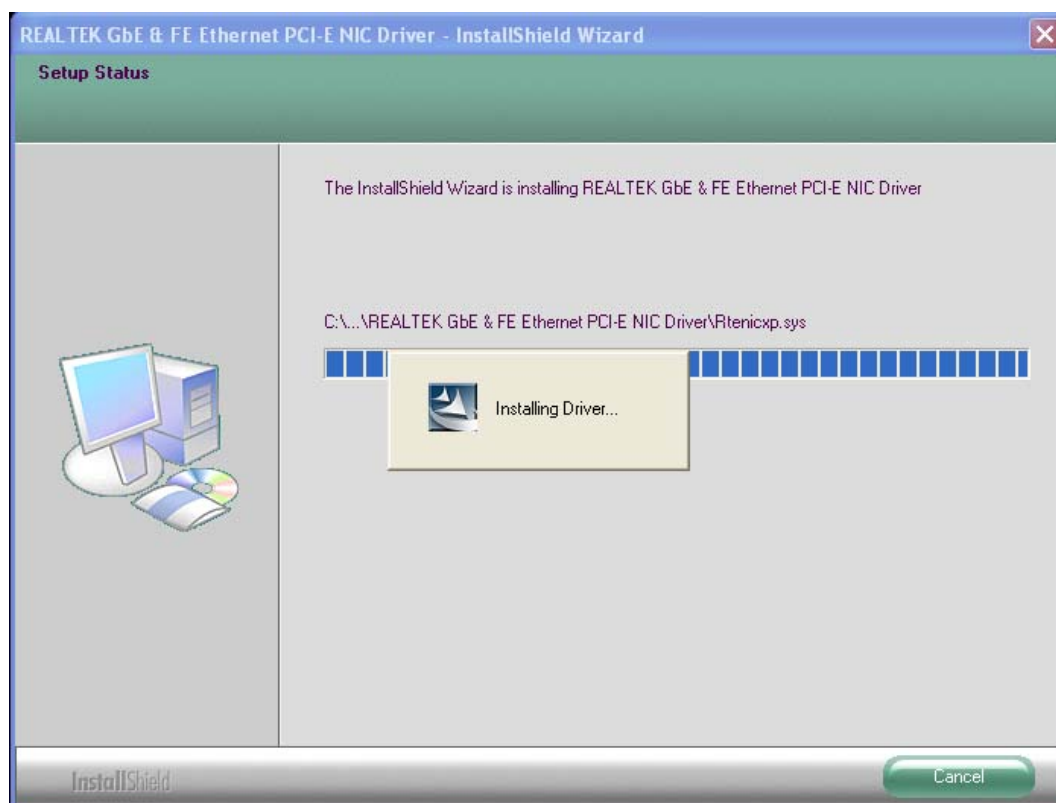 REALTEK GbE & FE Ethernet PCI-E NIC Driver - InstallShield Wizard
Setup Status
The InstallShield Wizard is installing REALTEK GbE & FE Ethernet PCI-E NIC Driver
C:\...\REALTEK GbE & FE Ethernet PCI-E NIC Driver\Rtenicxp.sys
Installing Driver...
InstallShield
Cancel